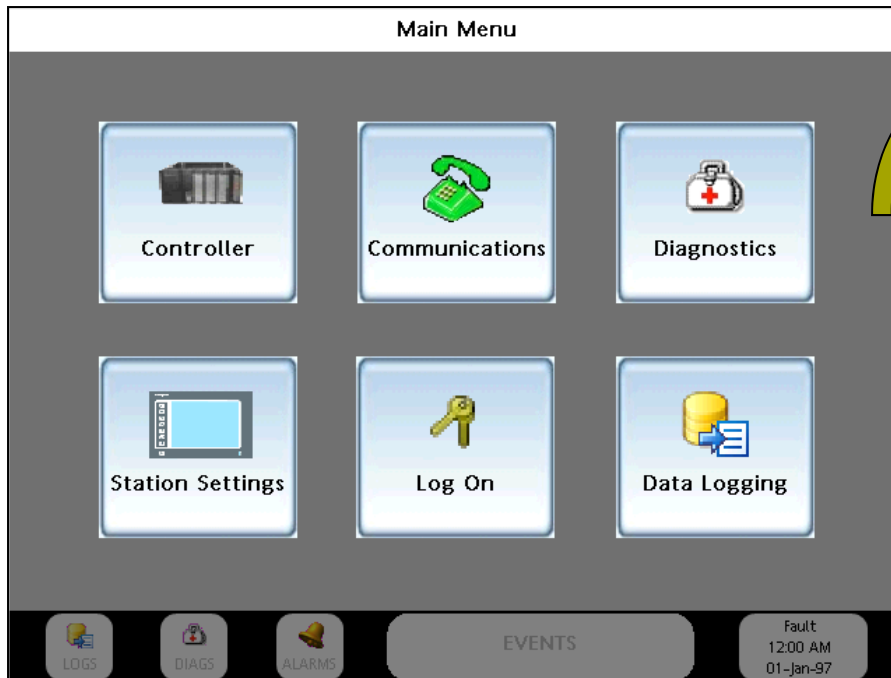 Main Menu
Controller
Communications
Diagnostics
Station Settings
Log On
Data Logging
LOGS
DIAGS
ALARMS
EVENTS
Fault
12:00 AM
01-Jan-97